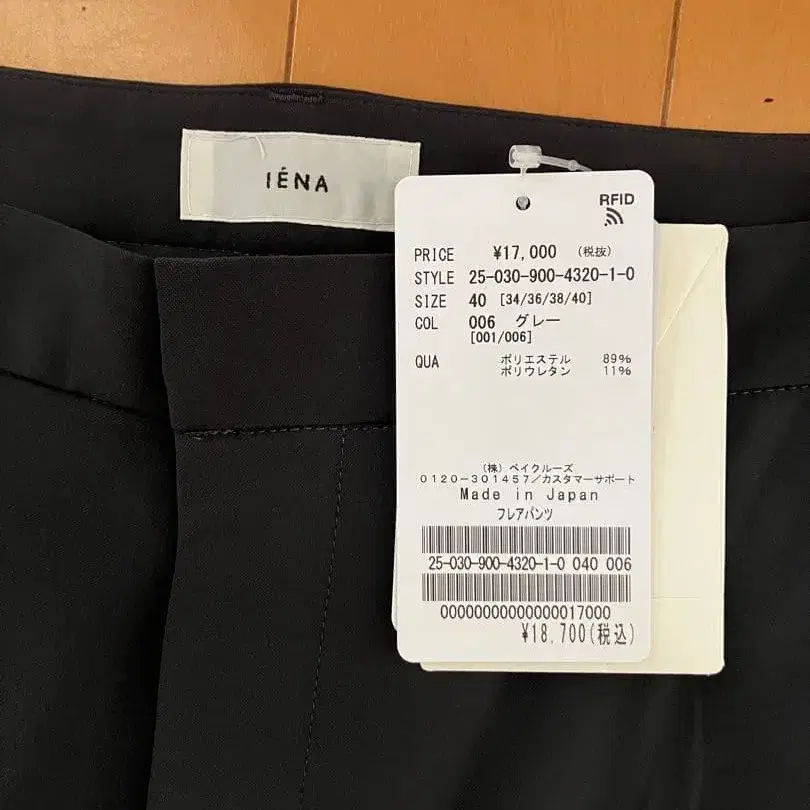 IÉNA
RFID
PRICE ¥17,000 (税抜)
STYLE 25-030-900-4320-1-0
SIZE 40 [34/36/38/40]
COL 006 グレー
[001/006]
QUA ポリエステル 89%
ポリウレタン 11%
(株) ベイクルーズ
0120-301457/カスタマーサポート
Made in Japan
フレアパンツ
25-030-900-4320-1-0 040 006
00000000000000017000
¥18,700(税込)